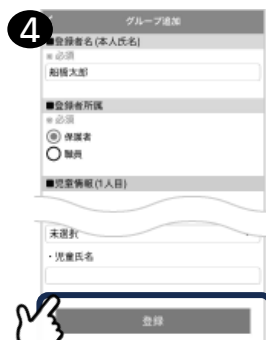 4
グループ追加
■登録者名(本人氏名)
※必須
船橋太郎
■登録者所属
※必須
保護者
職員
■児童情報(1人目)
未選択
・児童氏名
登録